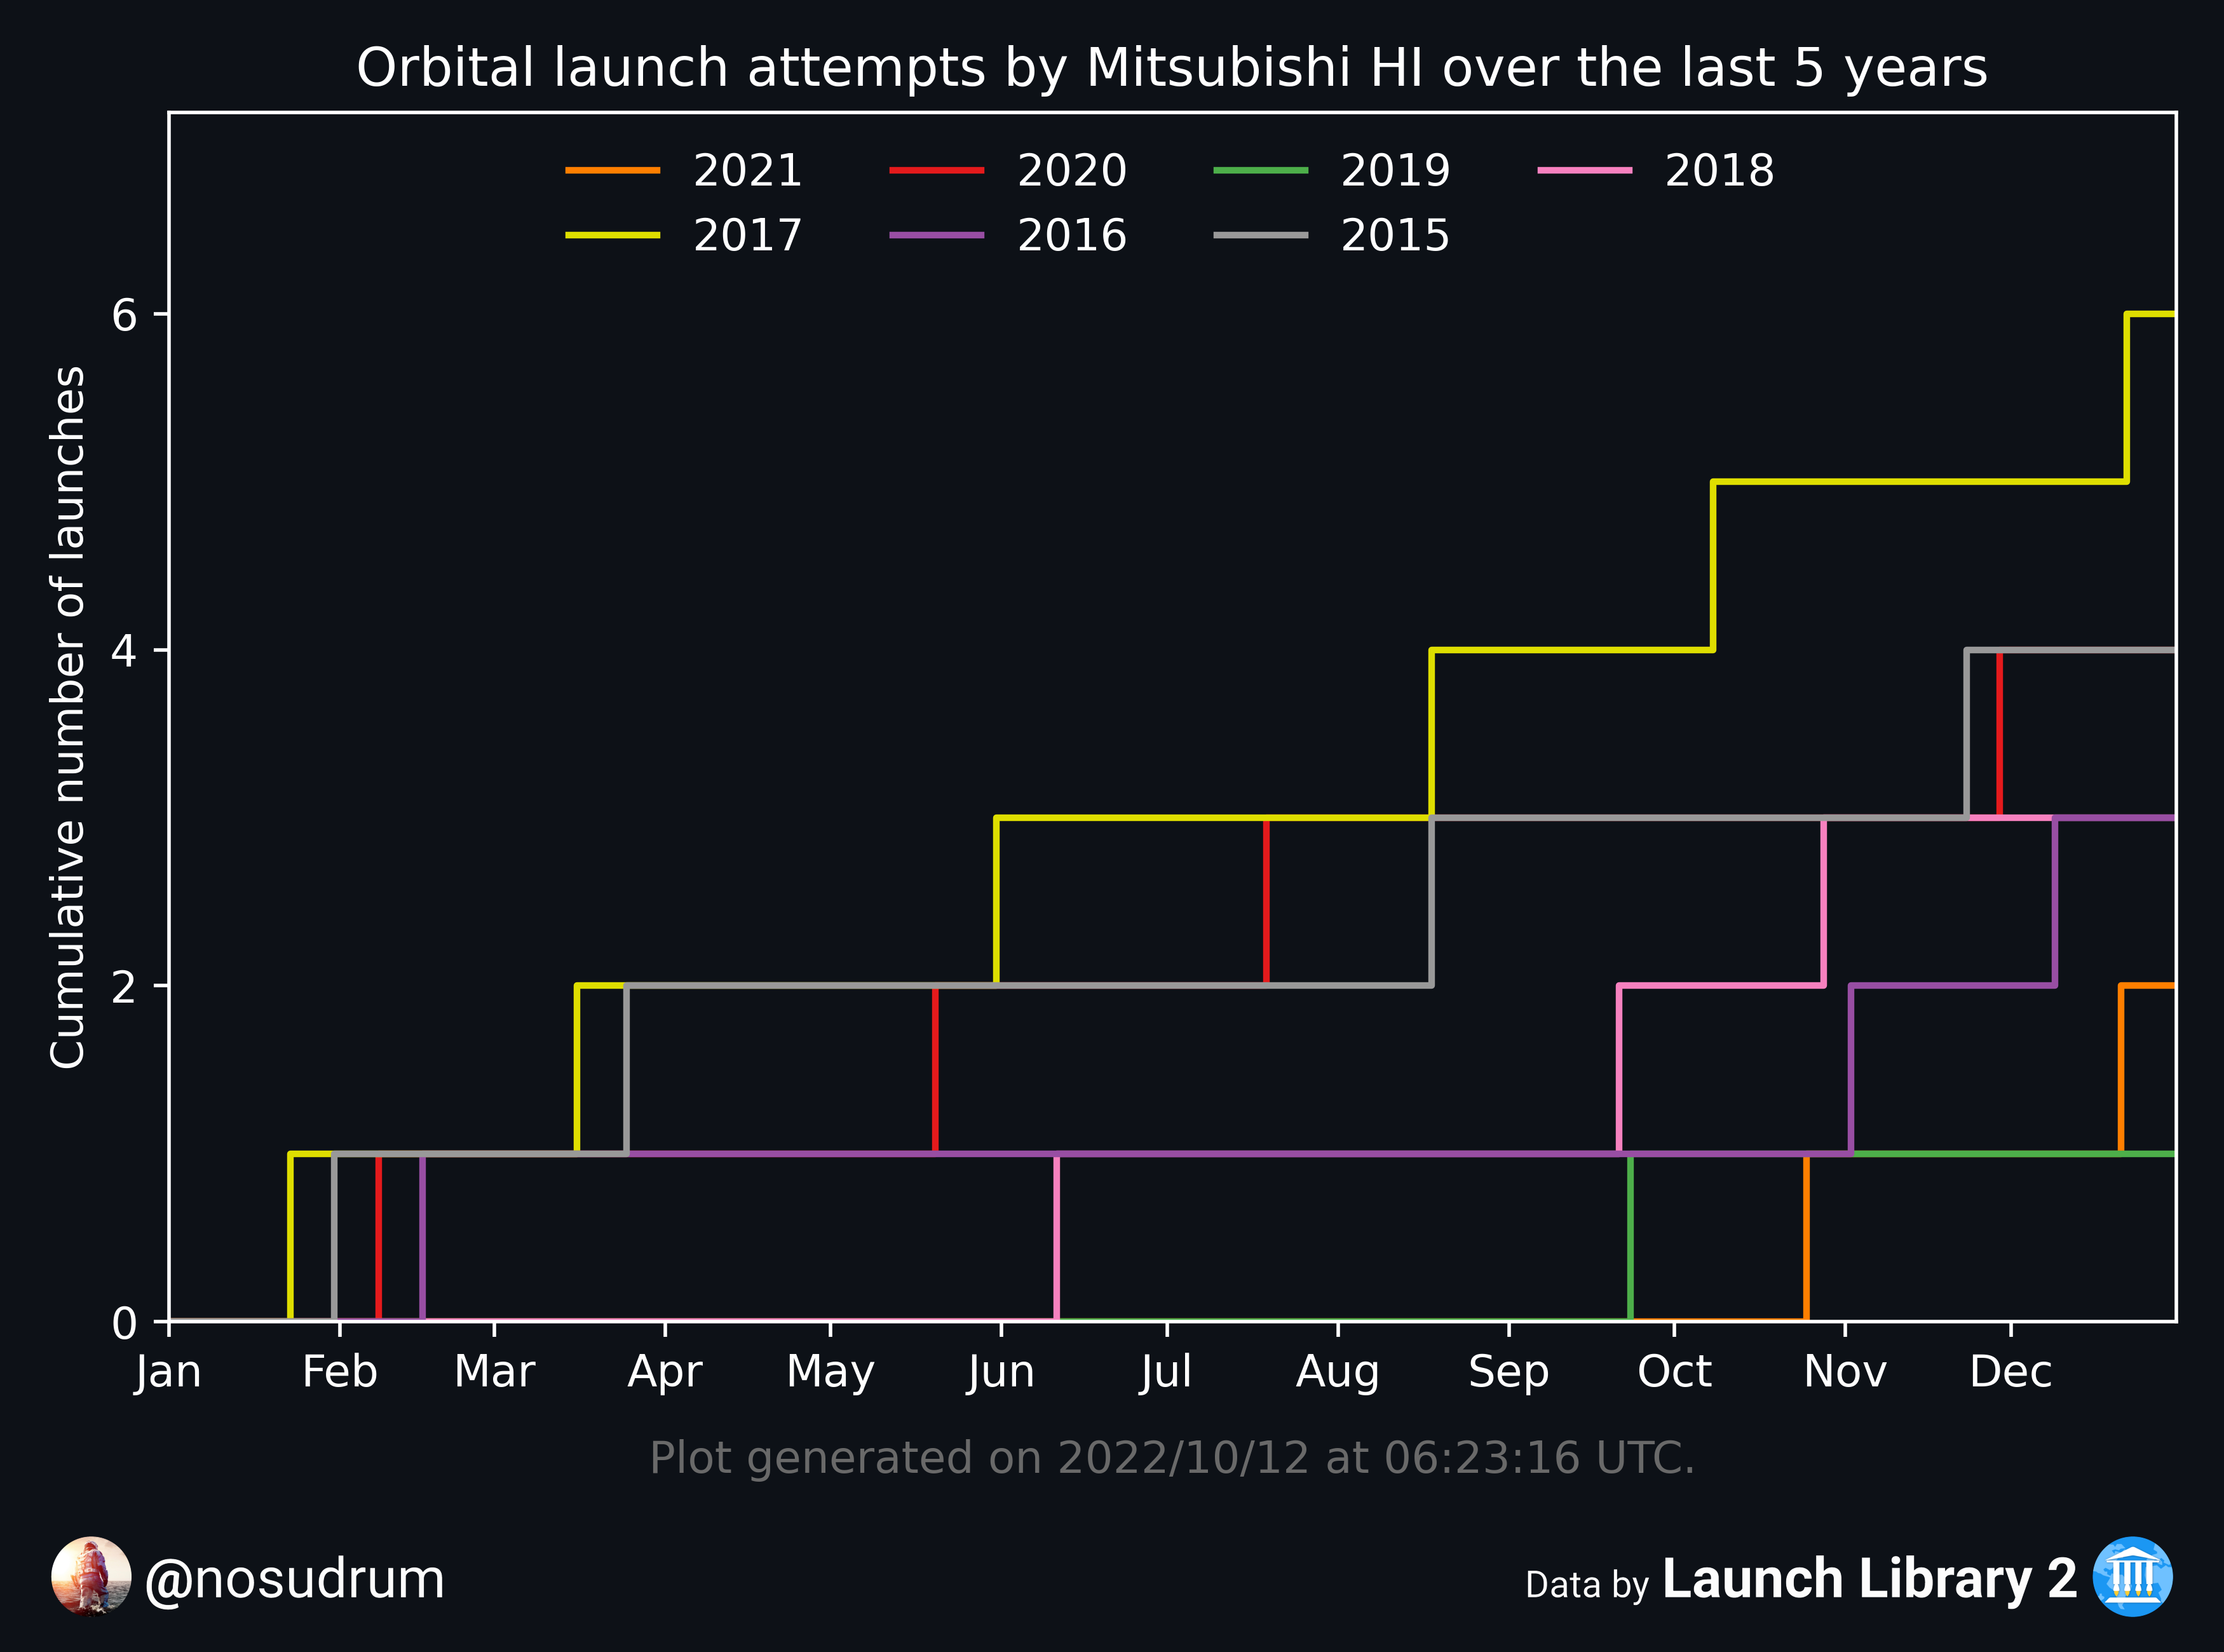 Orbital launch attempts by Mitsubishi HI over the last 5 years
2021 2020 2019 2018
2017 2016 2015
Cumulative number of launches
6
4
2
0
Jan Feb Mar Apr May Jun Jul Aug Sep Oct Nov Dec
Plot generated on 2022/10/12 at 06:23:16 UTC.
@nosudrum
Data by Launch Library 2